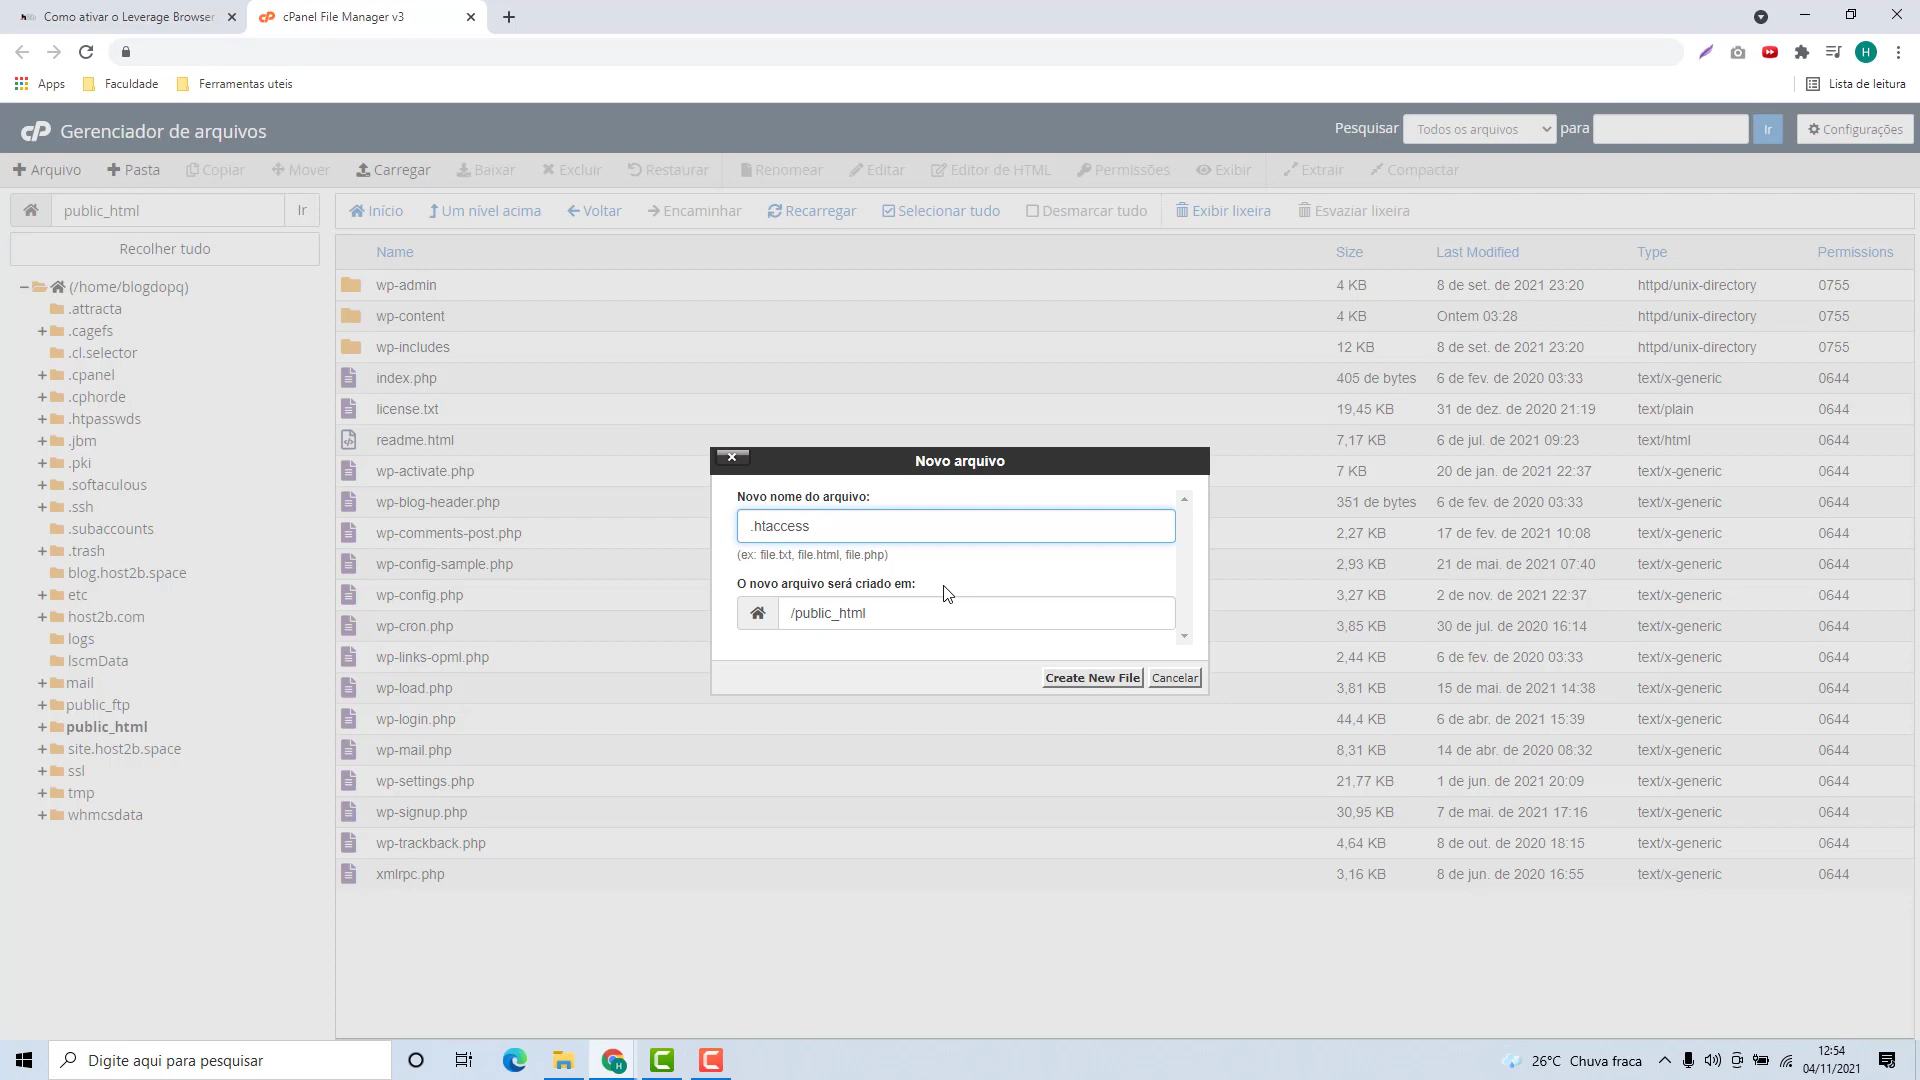 Como ativar o Leverage Browser
cPanel File Manager v3
H
Apps
Faculdade
Ferramentas uteis
Lista de leitura
cP Gerenciador de arquivos
Pesquisar Todos os arquivos para Ir Configurações
Arquivo Pasta Copiar Mover Carregar Baixar Excluir Restaurar Renomear Editar Editor de HTML Permissões Exibir Extrair Compactar
public_html Ir
Início Um nível acima Voltar Encaminhar Recarregar Selecionar tudo Desmarcar tudo Exibir lixeira Esvaziar lixeira
Recolher tudo
(/home/blogdopq)
.attracta
.cagefs
.cl.selector
.cpanel
.cphorde
.htpasswds
.jbm
.pki
.softaculous
.ssh
.subaccounts
.trash
blog.host2b.space
etc
host2b.com
logs
lscmData
mail
public_ftp
public_html
site.host2b.space
ssl
tmp
whmcsdata
Name Size Last Modified Type Permissions
wp-admin 4 KB 8 de set. de 2021 23:20 httpd/unix-directory 0755
wp-content 4 KB Ontem 03:28 httpd/unix-directory 0755
wp-includes 12 KB 8 de set. de 2021 23:20 httpd/unix-directory 0755
index.php 405 de bytes 6 de fev. de 2020 03:33 text/x-generic 0644
license.txt 19,45 KB 31 de dez. de 2020 21:19 text/plain 0644
readme.html 7,17 KB 6 de jul. de 2021 09:23 text/html 0644
wp-activate.php 7 KB 20 de jan. de 2021 22:37 text/x-generic 0644
wp-blog-header.php 351 de bytes 6 de fev. de 2020 03:33 text/x-generic 0644
wp-comments-post.php 2,27 KB 17 de fev. de 2021 10:08 text/x-generic 0644
wp-config-sample.php 2,93 KB 21 de mai. de 2021 07:40 text/x-generic 0644
wp-config.php 3,27 KB 2 de nov. de 2021 22:37 text/x-generic 0644
wp-cron.php 3,85 KB 30 de jul. de 2021 16:14 text/x-generic 0644
wp-links-opml.php 2,44 KB 6 de fev. de 2020 03:33 text/x-generic 0644
wp-load.php 3,81 KB 15 de mai. de 2021 14:38 text/x-generic 0644
wp-login.php 44,4 KB 6 de abr. de 2021 15:39 text/x-generic 0644
wp-mail.php 8,31 KB 14 de abr. de 2020 08:32 text/x-generic 0644
wp-settings.php 21,77 KB 1 de jun. de 2021 20:09 text/x-generic 0644
wp-signup.php 30,95 KB 7 de mai. de 2021 17:16 text/x-generic 0644
wp-trackback.php 4,64 KB 8 de out. de 2020 18:15 text/x-generic 0644
xmlrpc.php 3,16 KB 8 de jun. de 2020 16:55 text/x-generic 0644
Novo arquivo
Novo nome do arquivo:
.htaccess
(ex: file.txt, file.html, file.php)
O novo arquivo será criado em:
/public_html
Create New File Cancelar
Digite aqui para pesquisar
26°C Chuva fraca
12:54
04/11/2021